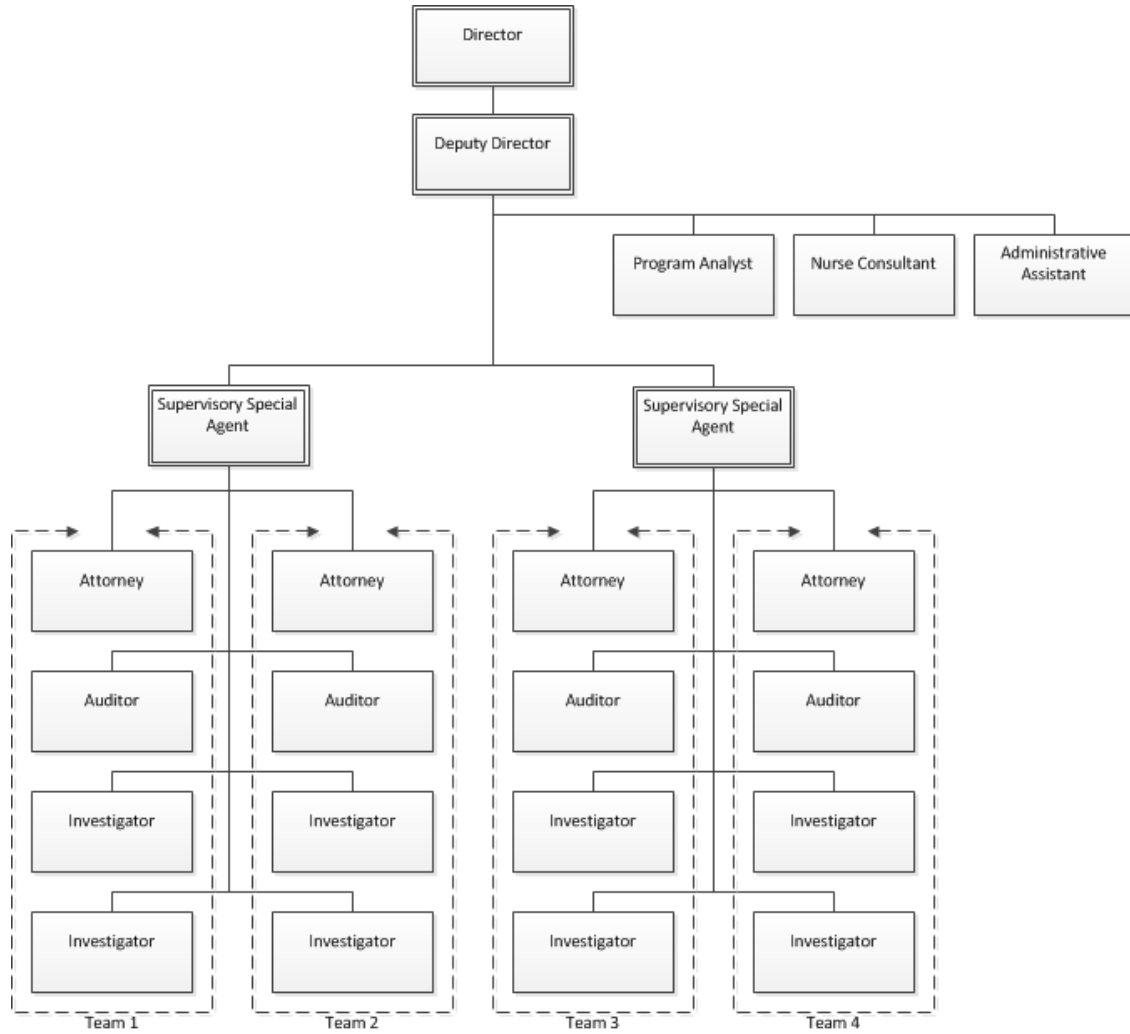 Director
Deputy Director
Program Analyst
Nurse Consultant
Administrative
Assistant
Supervisory Special
Agent
Supervisory Special
Agent
Attorney
Attorney
Attorney
Attorney
Auditor
Auditor
Auditor
Auditor
Investigator
Investigator
Investigator
Investigator
Investigator
Investigator
Investigator
Investigator
Team 1
Team 2
Team 3
Team 4